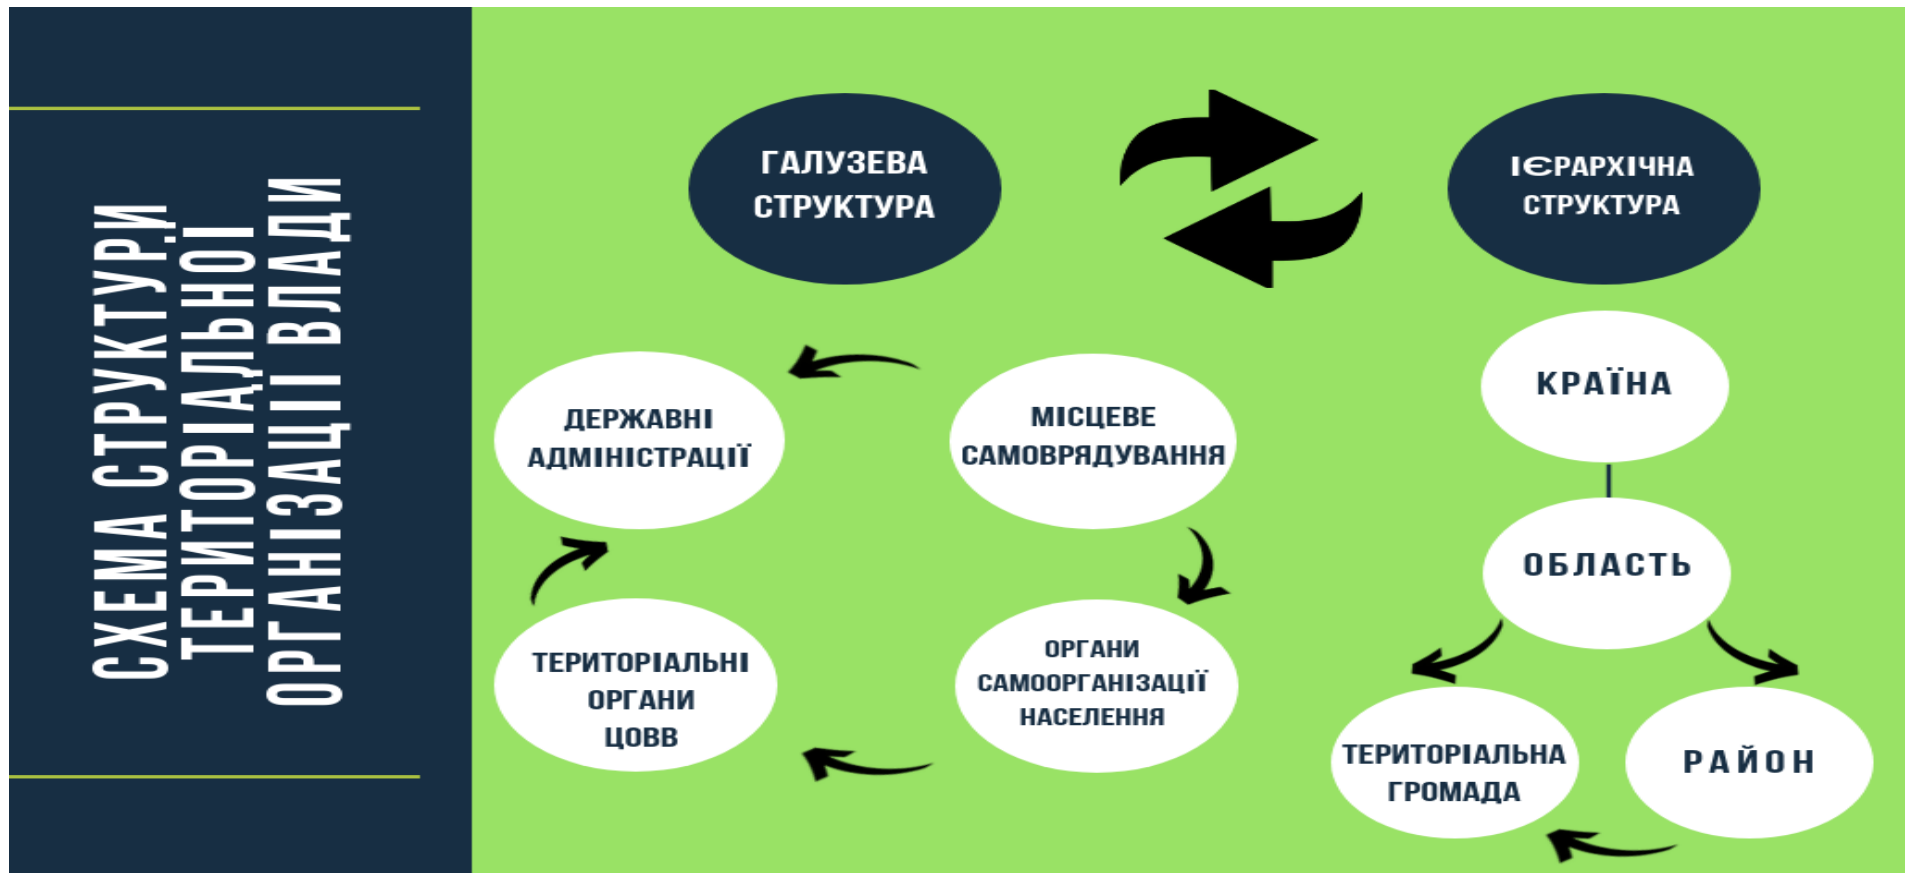 СХЕМА СТРУКТУРИ
ТЕРИТОРІАЛЬНОЇ
ОРГАНІЗАЦІЇ ВЛАДИ
ГАЛУЗЕВА
СТРУКТУРА
ІЄРАРХІЧНА
СТРУКТУРА
ДЕРЖАВНІ
АДМІНІСТРАЦІЇ
МІСЦЕВЕ
САМОВРЯДУВАННЯ
ТЕРИТОРІАЛЬНІ
ОРГАНИ
ЦОВВ
ОРГАНИ
САМООРГАНІЗАЦІЇ
НАСЕЛЕННЯ
КРАЇНА
ОБЛАСТЬ
ТЕРИТОРІАЛЬНА
ГРОМАДА
РАЙОН